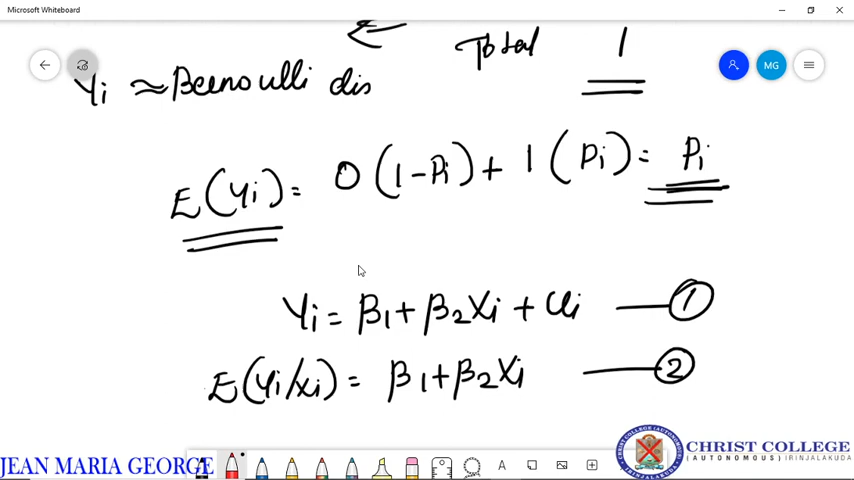 Microsoft Whiteboard
Total 1
Yi ≈ Bernoulli dis
E(Yi) = 0 (1-Pi) + 1 (Pi) = Pi
Yi = β1 + β2Xi + Ui — 1
E(Yi/Xi) = β1 + β2Xi — 2
MG
A
JEAN MARIA GEORGE
CHRIST COLLEGE
(AUTONOMOUS) IRINJALAKUDA